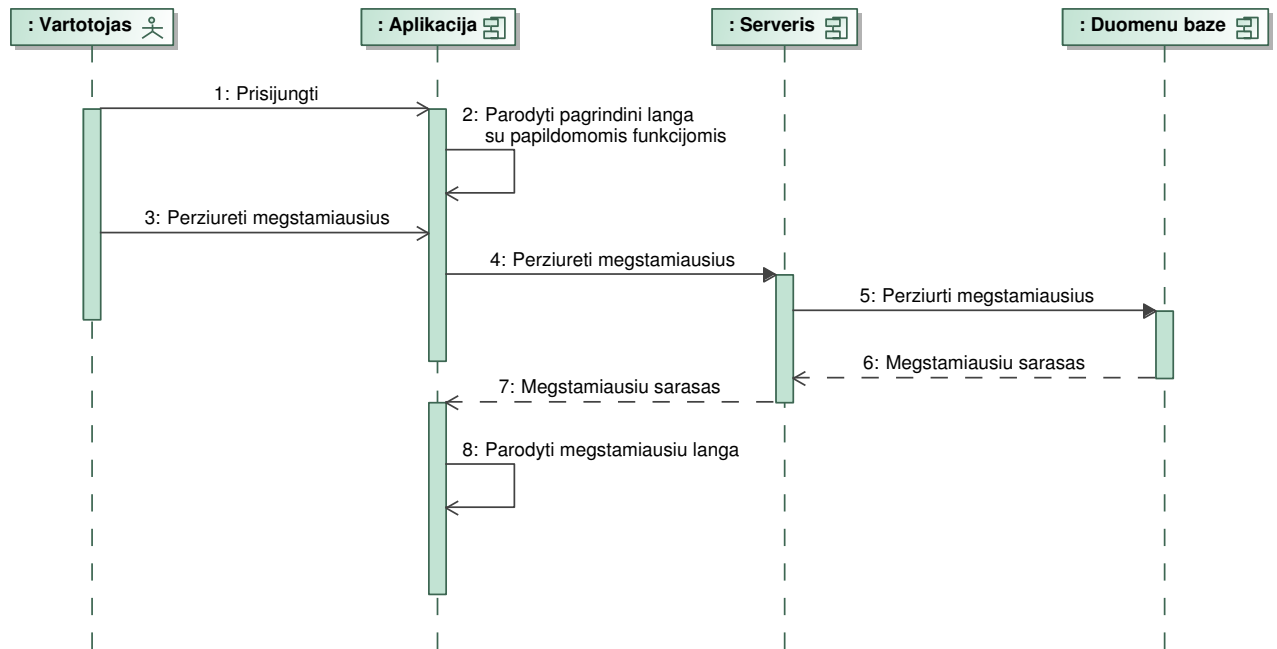 : Vartotojas
: Aplikacija
: Serveris
: Duomenu baze
1: Prisijungti
2: Parodyti pagrindini langa
su papildomomis funkcijomis
3: Perziureti megstamiausius
4: Perziureti megstamiausius
5: Perziurti megstamiausius
6: Megstamiausiu sarasas
7: Megstamiausiu sarasas
8: Parodyti megstamiausiu langa